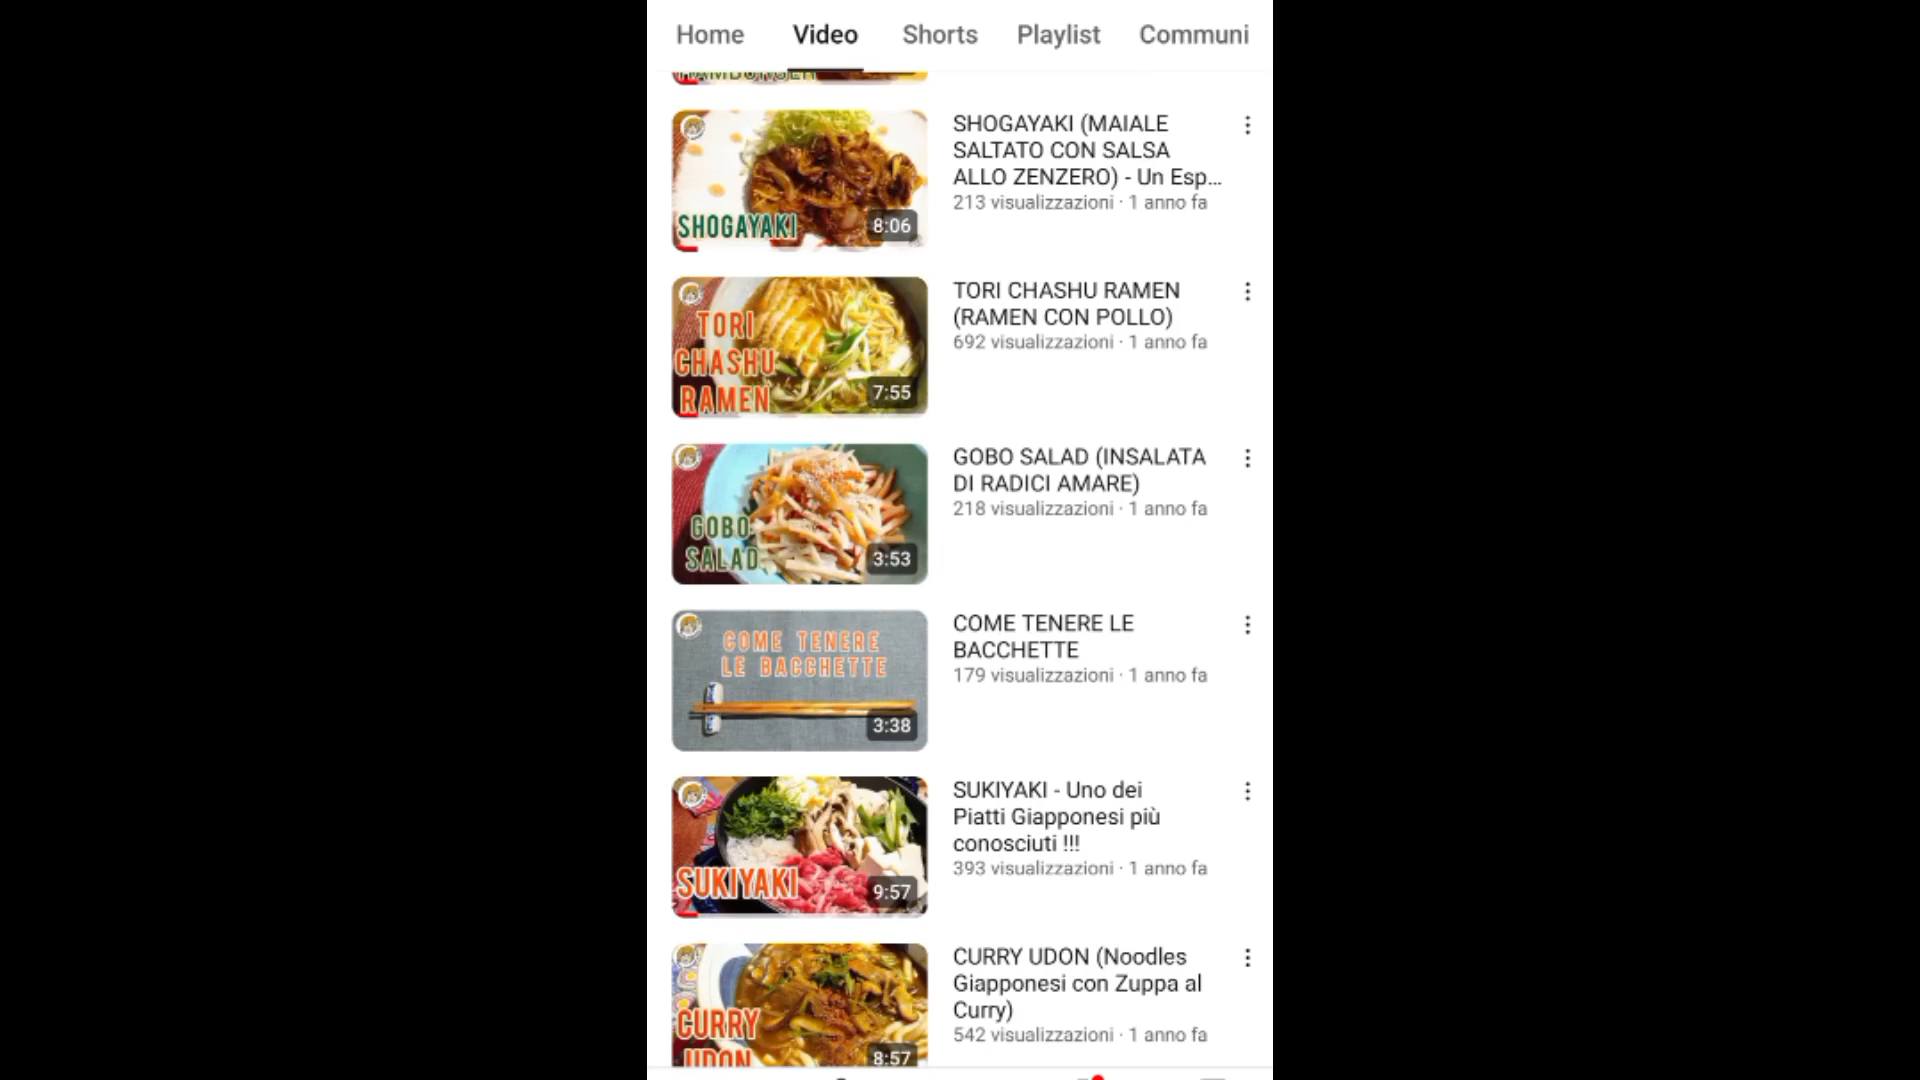 Home Video Shorts Playlist Communi
HAMBURGER
SHOGAYAKI
8:06
SHOGAYAKI (MAIALE
SALTATO CON SALSA
ALLO ZENZERO) - Un Esp...
213 visualizzazioni · 1 anno fa
TORI
CHASHU
RAMEN
7:55
TORI CHASHU RAMEN
(RAMEN CON POLLO)
692 visualizzazioni · 1 anno fa
GOBO
SALAD
3:53
GOBO SALAD (INSALATA
DI RADICI AMARE)
218 visualizzazioni · 1 anno fa
COME TENERE
LE BACCHETTE
3:38
COME TENERE LE
BACCHETTE
179 visualizzazioni · 1 anno fa
SUKIYAKI
9:57
SUKIYAKI - Uno dei
Piatti Giapponesi più
conosciuti !!!
393 visualizzazioni · 1 anno fa
CURRY
UDON
8:57
CURRY UDON (Noodles
Giapponesi con Zuppa al
Curry)
542 visualizzazioni · 1 anno fa